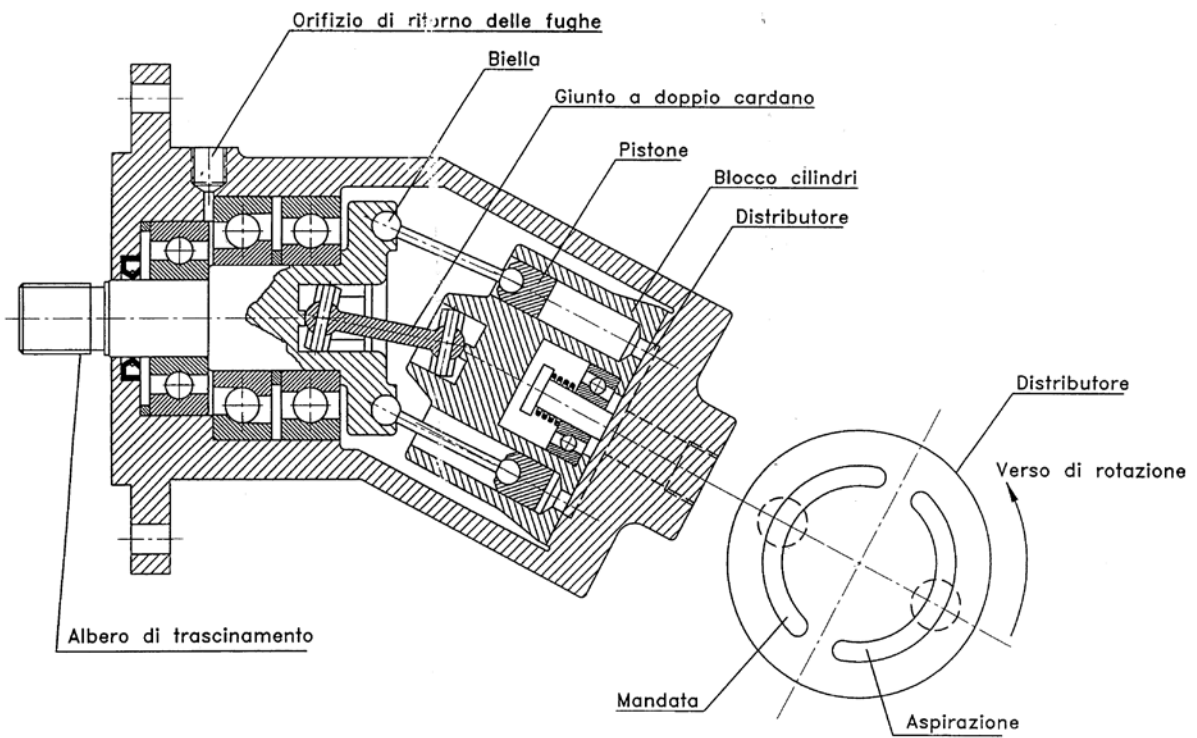 Orifizio di ritorno delle fughe
Biella
Giunto a doppio cardano
Pistone
Blocco cilindri
Distributore
Distributore
Verso di rotazione
Albero di trascinamento
Mandata
Aspirazione